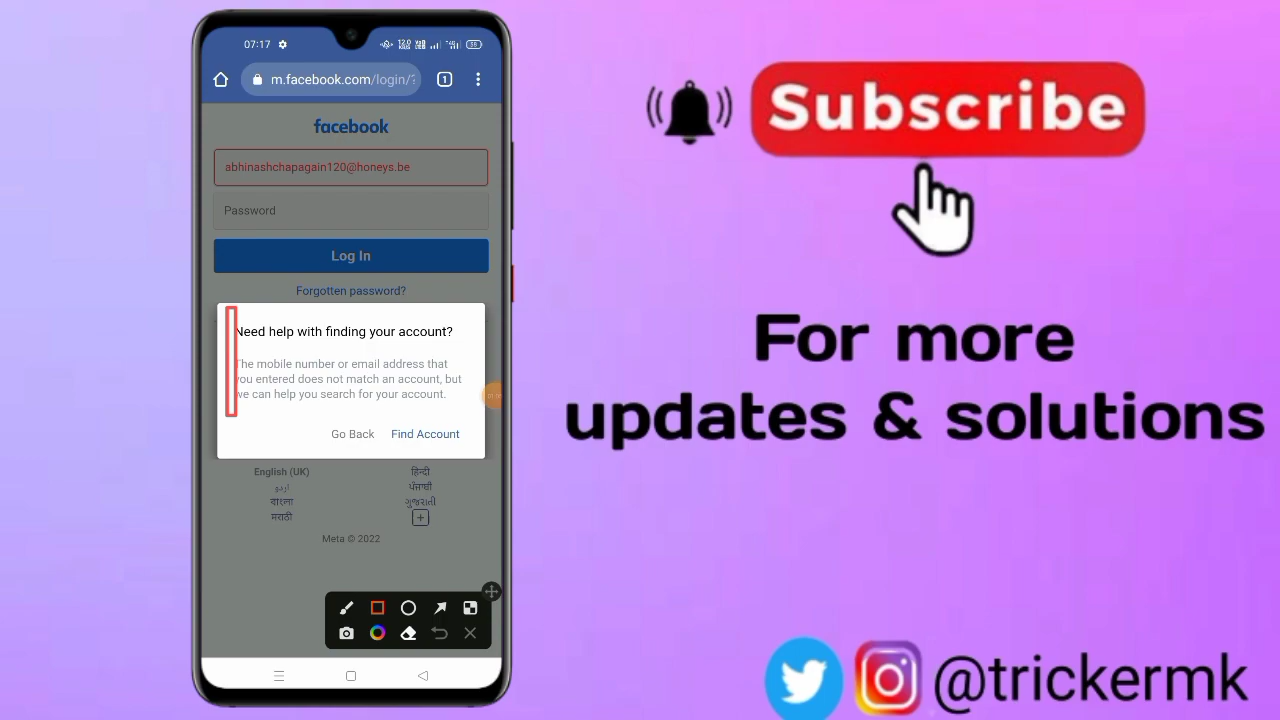 07:17
m.facebook.com/login/?
1
facebook
abhinashchapagain120@honeys.be
Password
Log In
Forgotten password?
Need help with finding your account?
The mobile number or email address that
you entered does not match an account, but
we can help you search for your account.
Go Back
Find Account
English (UK)
हिन्दी
اردو
ਪੰਜਾਬੀ
বাংলা
ગુજરાતી
मराठी
Meta © 2022
Subscribe
For more
updates & solutions
@trickermk